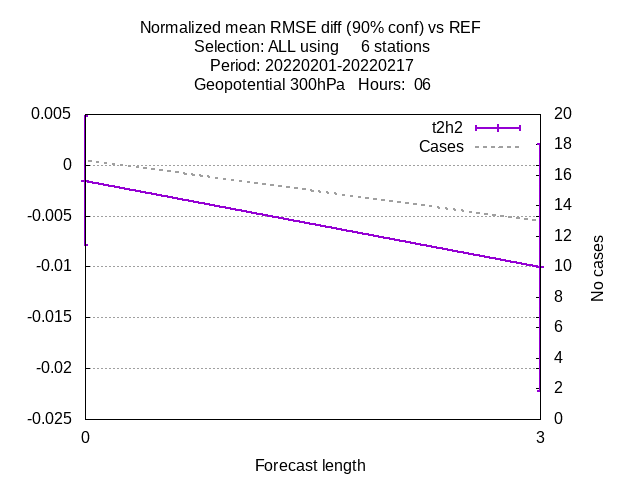 Normalized mean RMSE diff (90% conf) vs REF
Selection: ALL using     6 stations
Period: 20220201-20220217
Geopotential 300hPa   Hours:  06
0.005
0
-0.005
-0.01
-0.015
-0.02
-0.025
t2h2
Cases
20
18
16
14
12
10
8
6
4
2
0
No cases
0
3
Forecast length